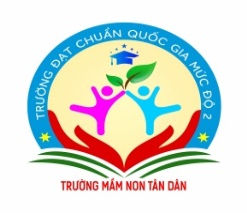 TRƯỜNG ĐẠT CHUẨN QUỐC GIA MỨC ĐỘ 2
TRƯỜNG MẦM NON TÂN DÂN